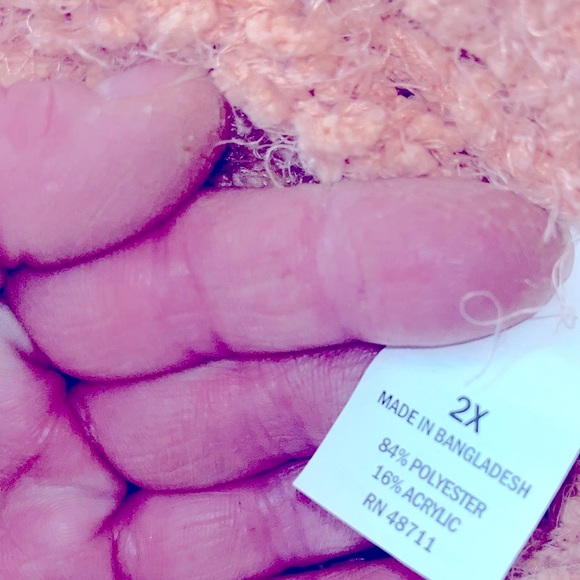 2X
MADE IN BANGLADESH
84% POLYESTER
16% ACRYLIC
RN 48711